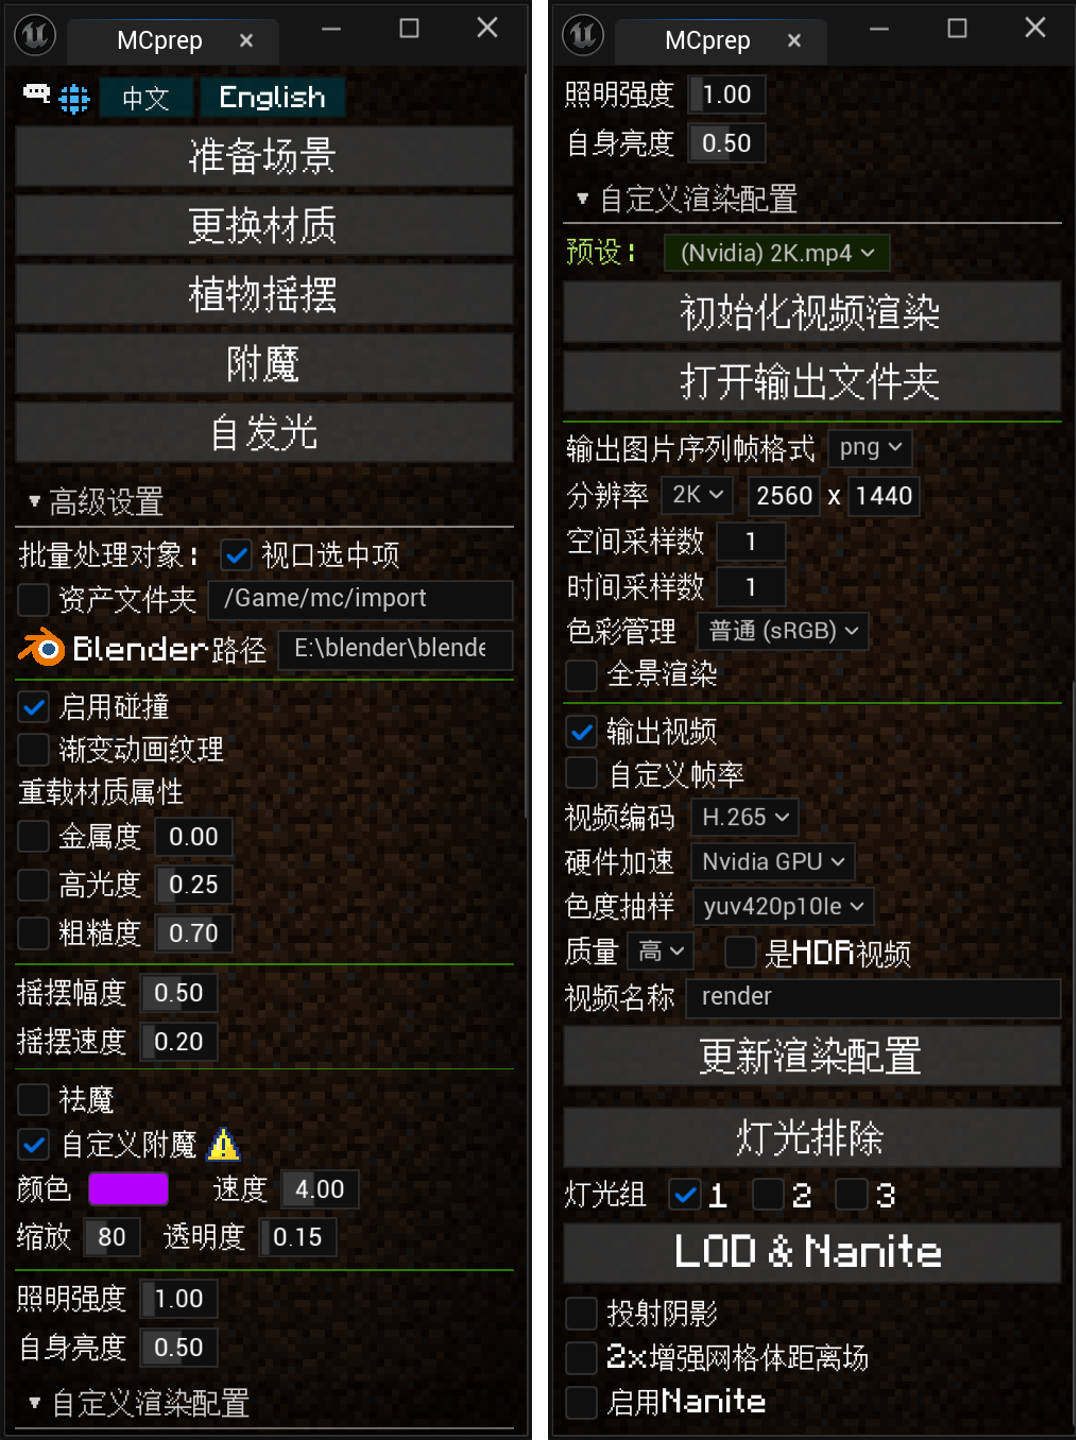 MCprep
中文 English
准备场景
更换材质
植物摇摆
附魔
自发光
高级设置
批量处理对象： 视口选中项
资产文件夹 /Game/mc/import
Blender路径 E:\blender\blende
启用碰撞
渐变动画纹理
重载材质属性
金属度 0.00
高光度 0.25
粗糙度 0.70
摇摆幅度 0.50
摇摆速度 0.20
祛魔
自定义附魔
颜色 速度 4.00
缩放 80 透明度 0.15
照明强度 1.00
自身亮度 0.50
自定义渲染配置
MCprep
照明强度 1.00
自身亮度 0.50
自定义渲染配置
预设： (Nvidia) 2K.mp4
初始化视频渲染
打开输出文件夹
输出图片序列帧格式 png
分辨率 2K 2560 x 1440
空间采样数 1
时间采样数 1
色彩管理 普通 (sRGB)
全景渲染
输出视频
自定义帧率
视频编码 H.265
硬件加速 Nvidia GPU
色度抽样 yuv420p10le
质量 高 是HDR视频
视频名称 render
更新渲染配置
灯光排除
灯光组 1 2 3
LOD & Nanite
投射阴影
2x增强网格体距离场
启用Nanite